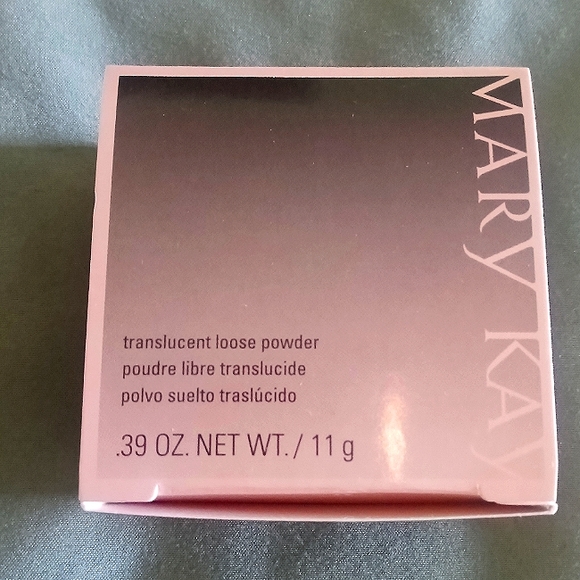 MARY KAY
translucent loose powder
poudre libre translucide
polvo suelto traslúcido
.39 OZ. NET WT. / 11 g